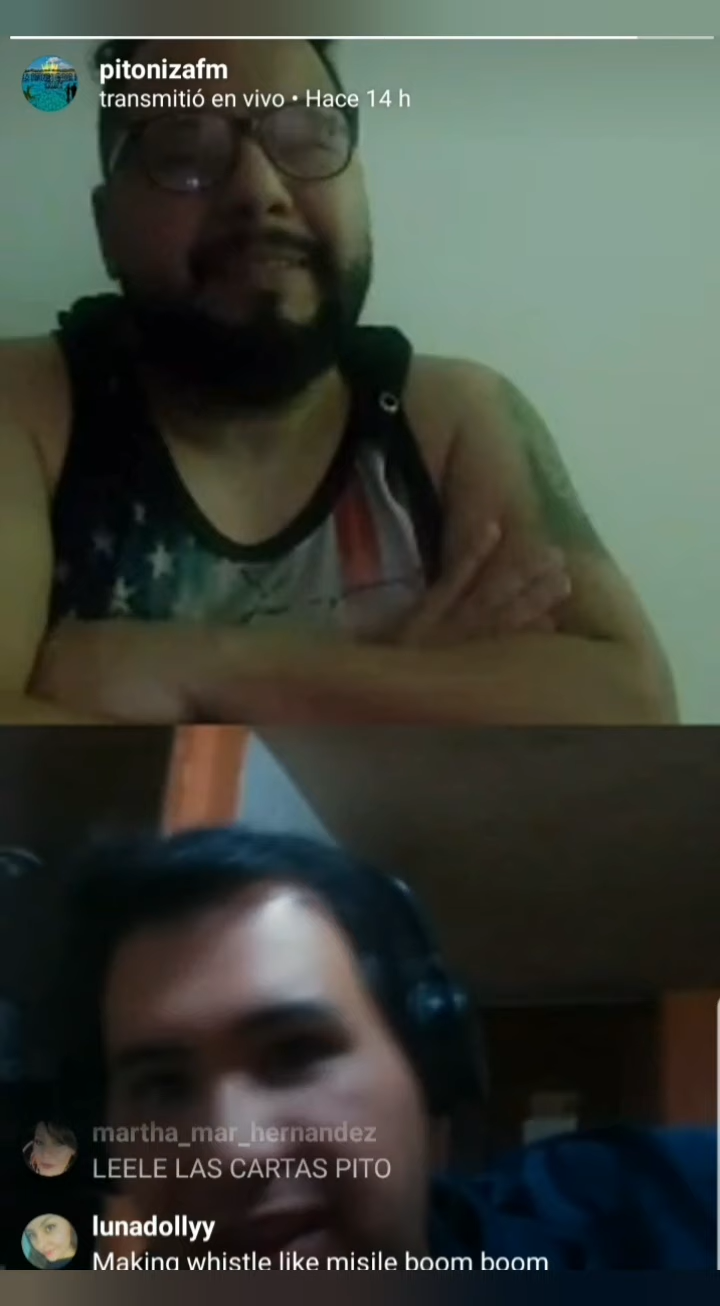 pitonizafm
transmitió en vivo • Hace 14 h
martha_mar_hernandez
LEELE LAS CARTAS PITO
lunadollyy
Making whistle like misile boom boom